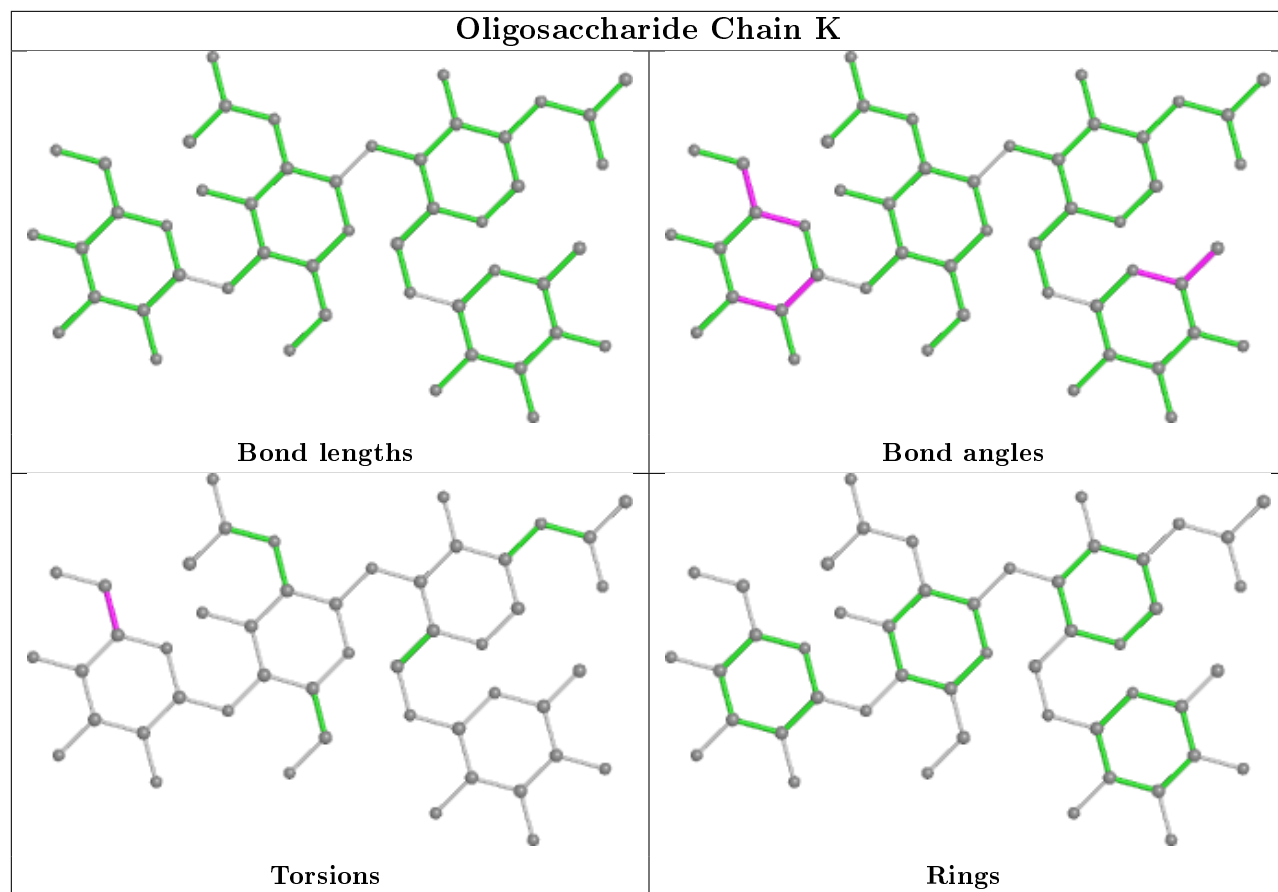 Oligosaccharide Chain K
Bond lengths
Bond angles
Torsions
Rings